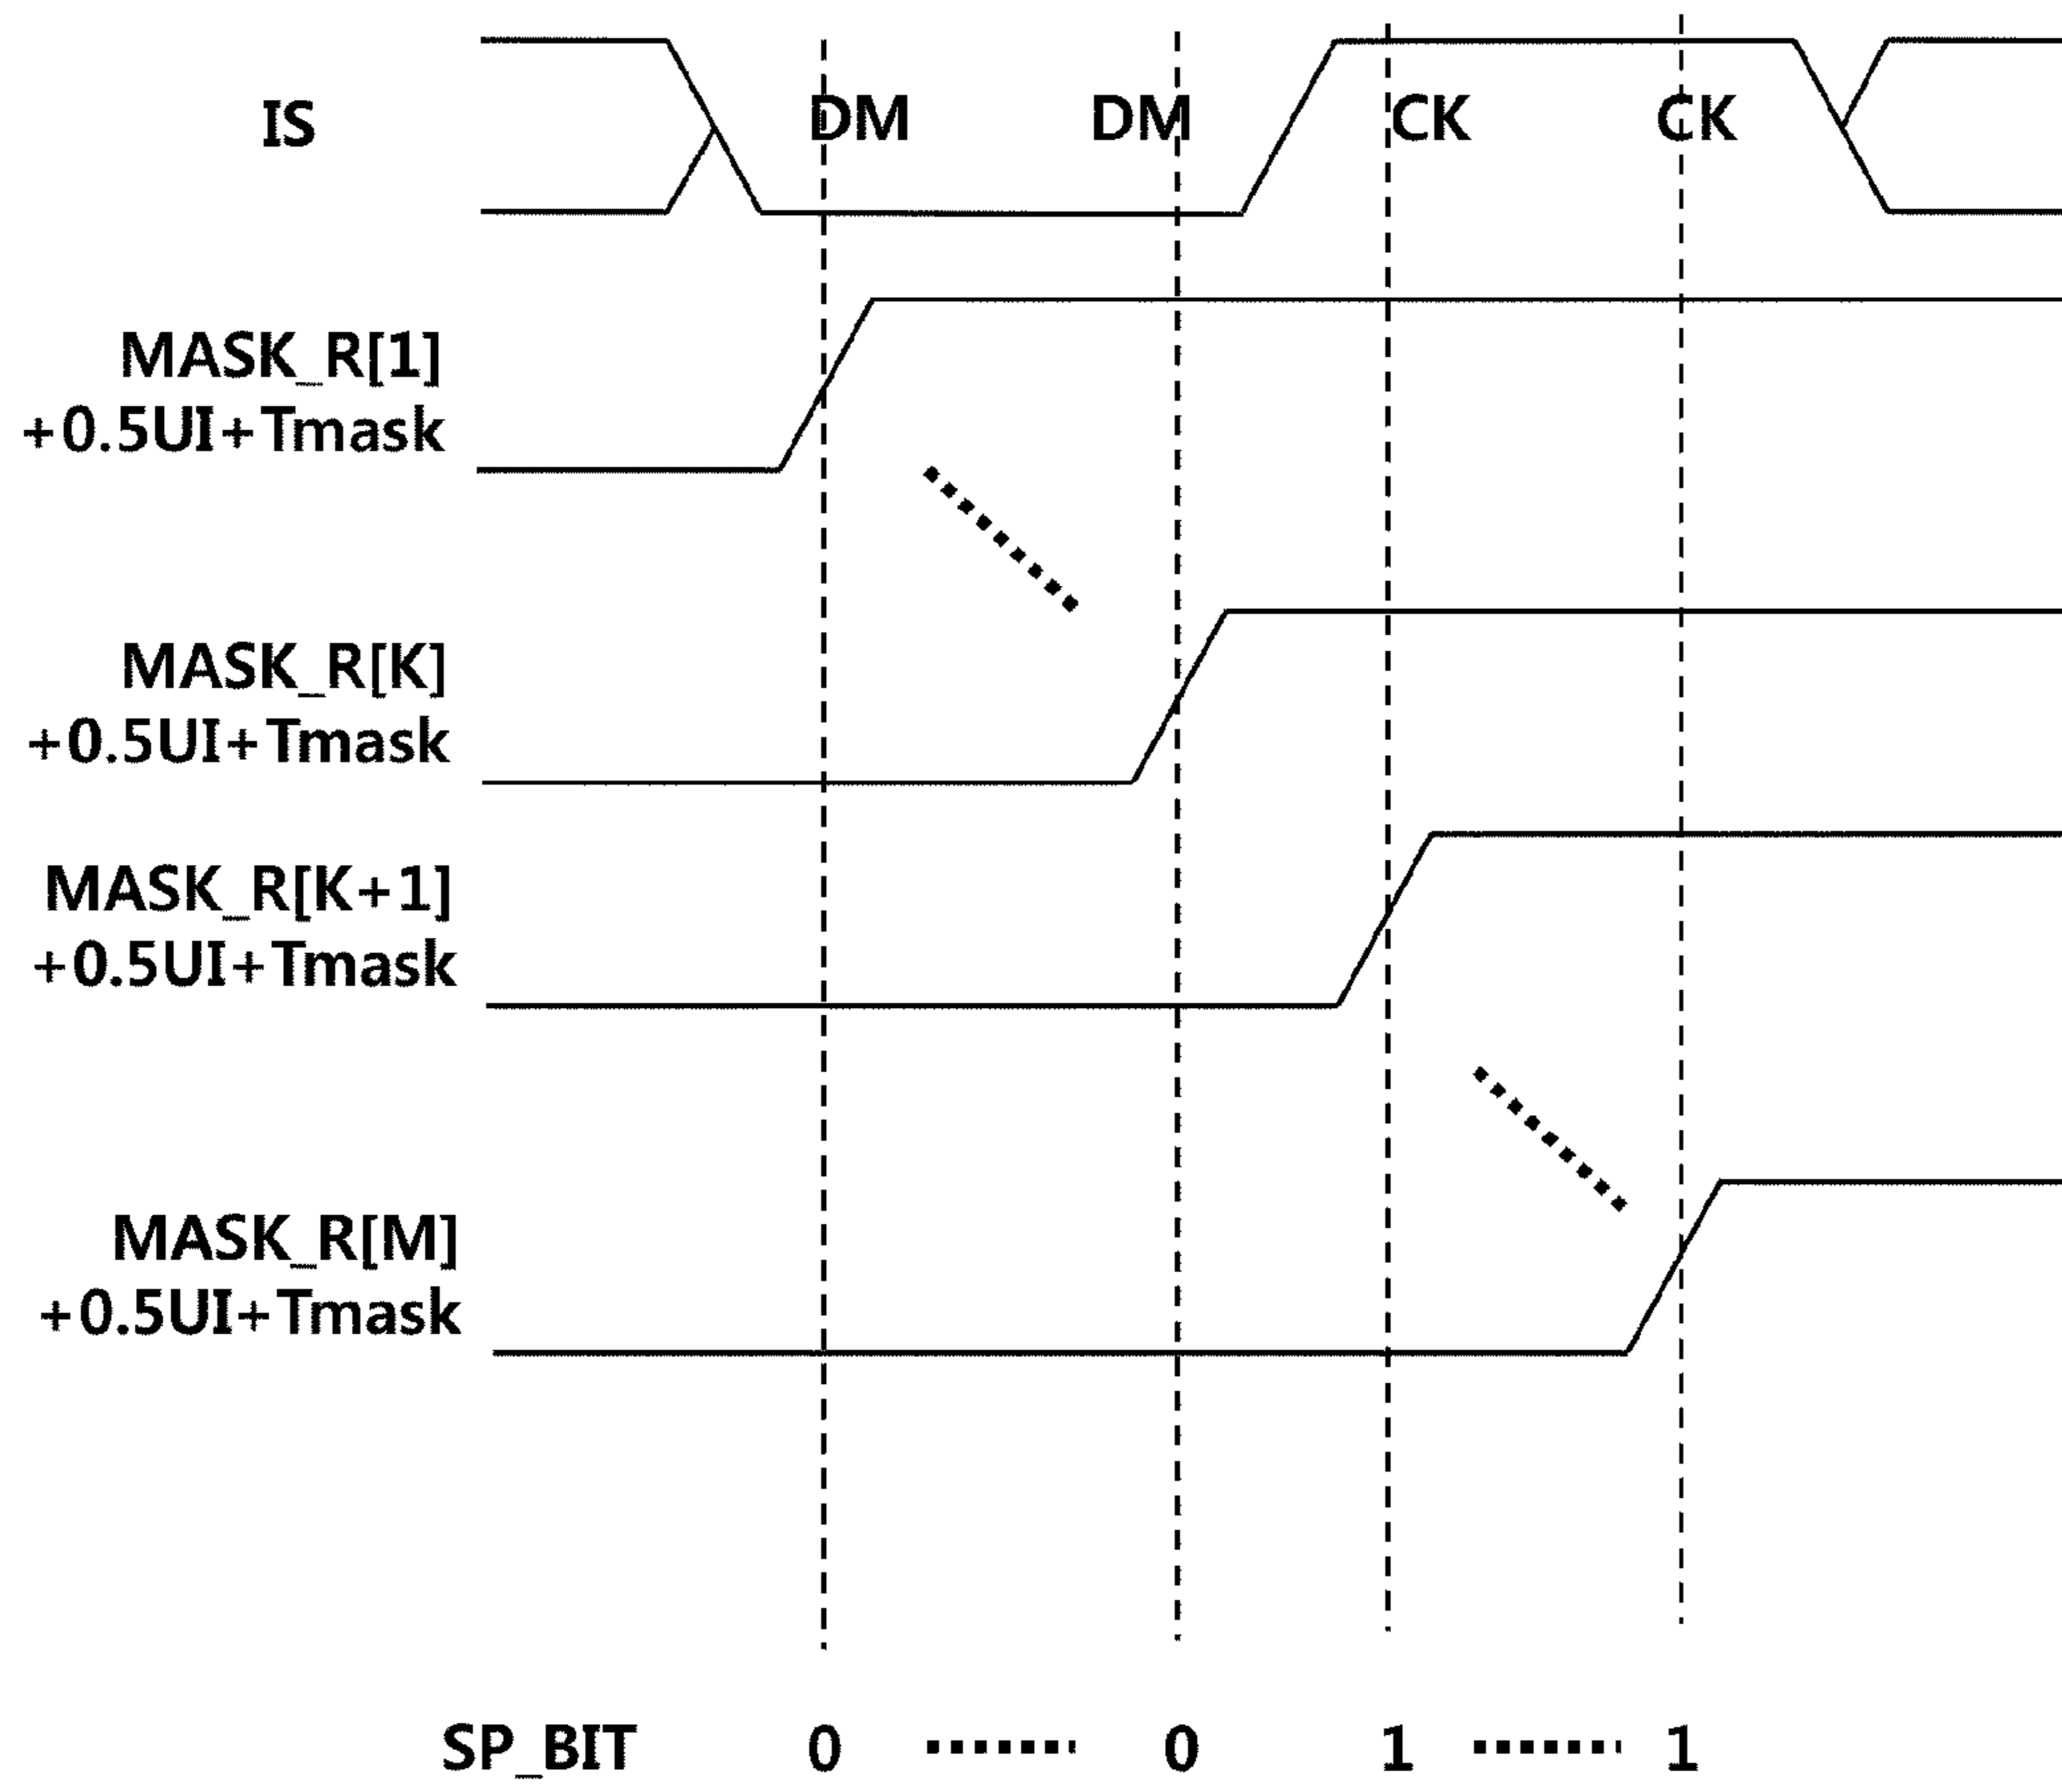 IS DM DM CK CK
MASK_R[1]
+0.5UI+Tmask
MASK_R[K]
+0.5UI+Tmask
MASK_R[K+1]
+0.5UI+Tmask
MASK_R[M]
+0.5UI+Tmask
SP_BIT 0 0 1 1